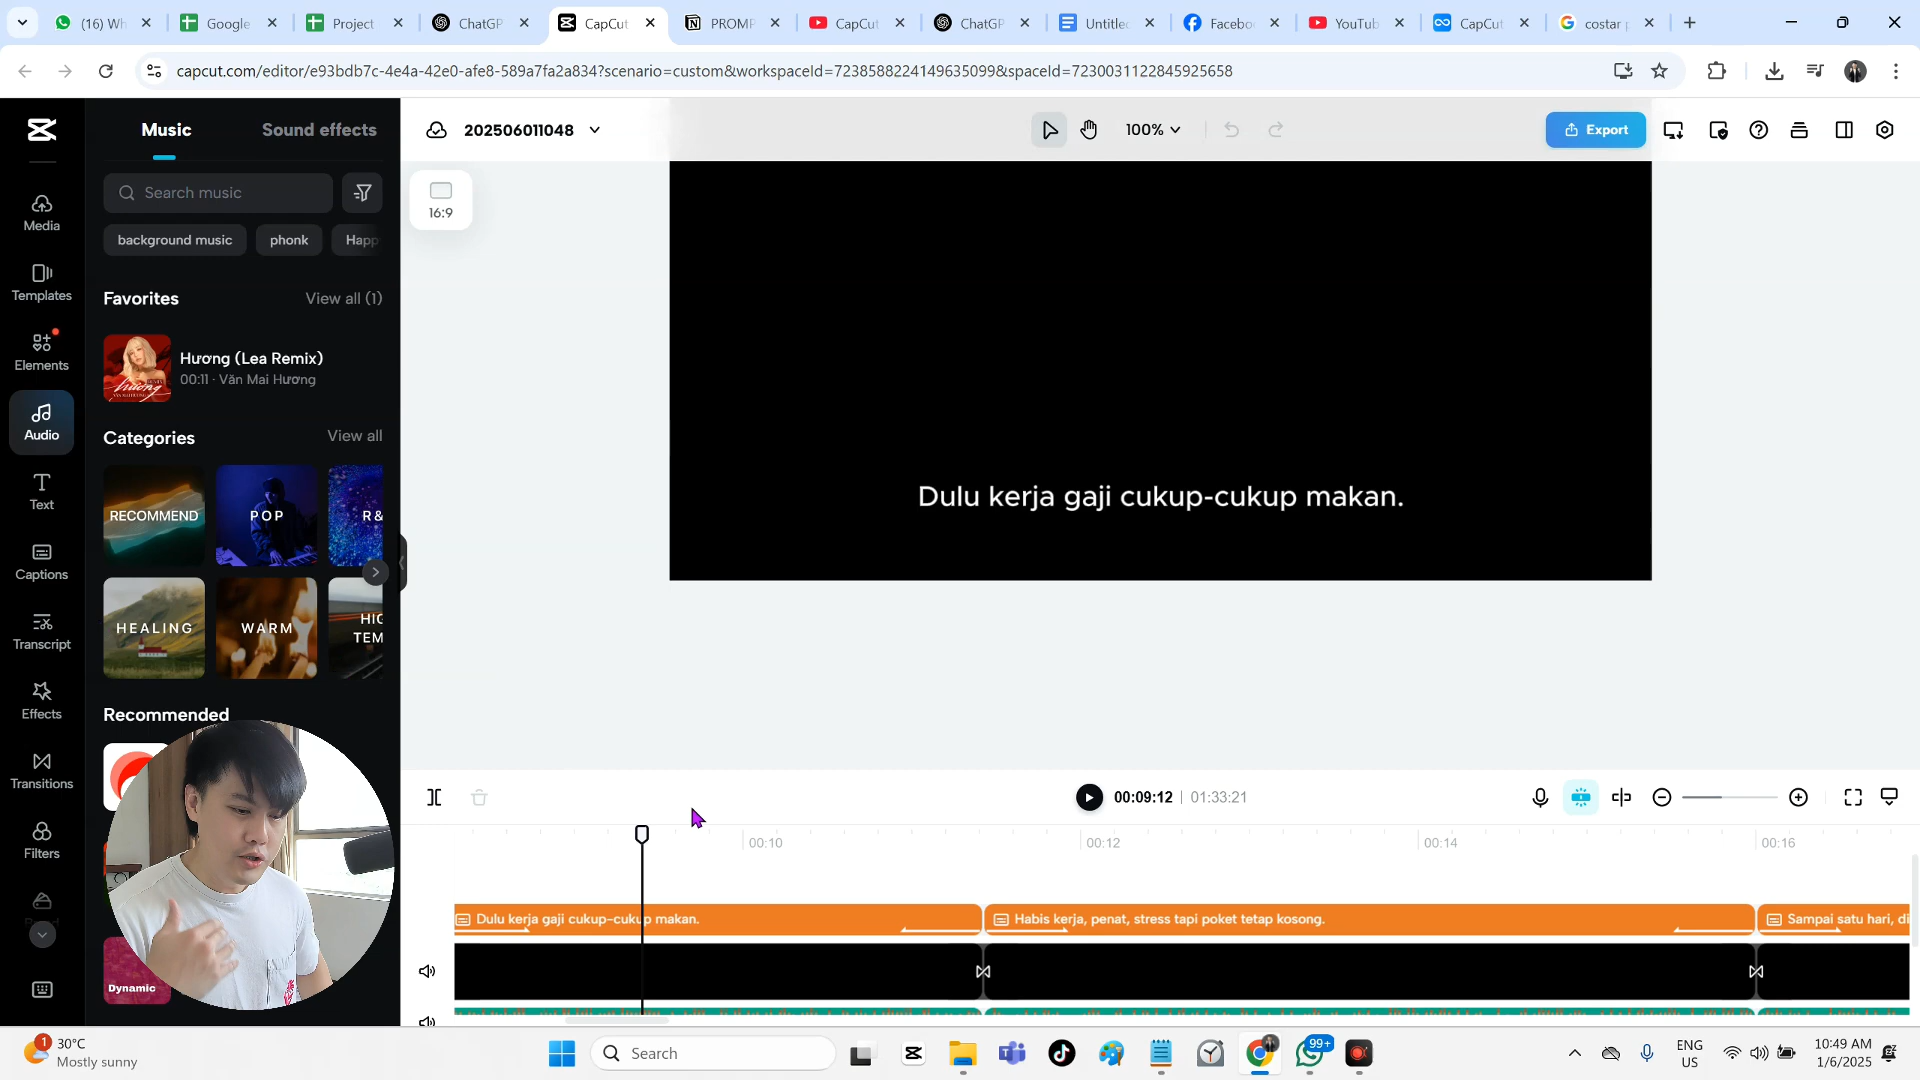 (16) Wh
Google
Project
ChatGP
CapCut
PROMP
CapCut
ChatGP
Untitled
Facebo
YouTub
CapCut
costar p
capcut.com/editor/e93bdb7c-4e4a-42e0-afe8-589a7fa2a834?scenario=custom&workspaceId=7238588224149635099&spaceId=7230031122845925658
Music
Sound effects
202506011048
100%
Export
Search music
16:9
background music
phonk
Happ
Media
Templates
Elements
Audio
Text
Captions
Transcript
Effects
Transitions
Filters
Favorites
View all (1)
Hương (Lea Remix)
00:11 · Văn Mai Hương
Categories
View all
RECOMMEND
POP
R&
HEALING
WARM
HIG
TEM
Recommended
Dynamic
Dulu kerja gaji cukup-cukup makan.
00:09:12 | 01:33:21
00:10
00:12
00:14
00:16
Dulu kerja gaji cukup-cukup makan.
Habis kerja, penat, stress tapi poket tetap kosong.
Sampai satu hari, di
1
30°C
Mostly sunny
Search
99+
ENG
US
10:49 AM
1/6/2025